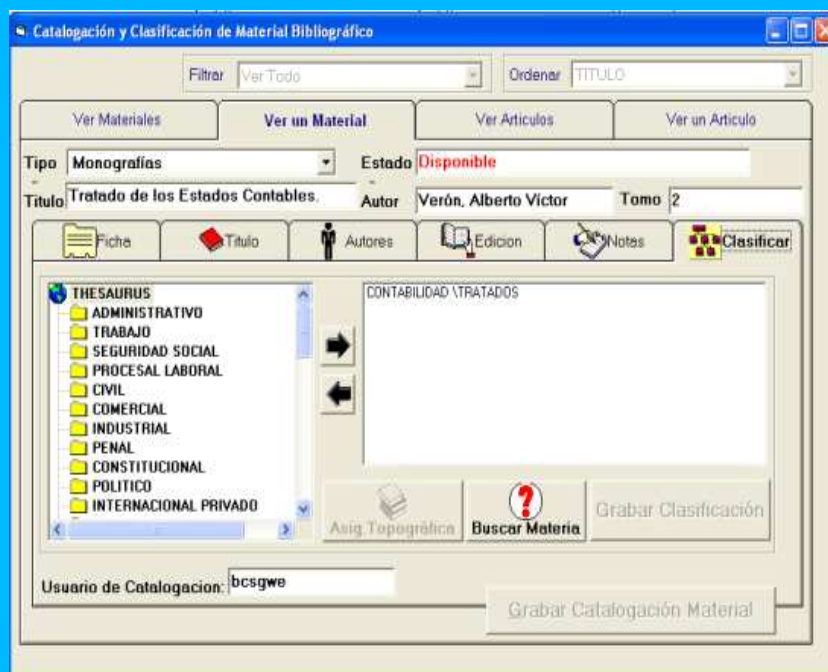 Catalogación y Clasificación de Material Bibliográfico
Filtrar Ver Todo Ordenar TITULO
Ver Materiales Ver un Material Ver Articulos Ver un Articulo
Tipo Monografías Estado Disponible
Titulo Tratado de los Estados Contables. Autor Verón, Alberto Víctor Tomo 2
Ficha Titulo Autores Edicion Notas Clasificar
THESAURUS
ADMINISTRATIVO
TRABAJO
SEGURIDAD SOCIAL
PROCESAL LABORAL
CIVIL
COMERCIAL
INDUSTRIAL
PENAL
CONSTITUCIONAL
POLITICO
INTERNACIONAL PRIVADO
CONTABILIDAD \TRATADOS
Asig.Topográfica Buscar Materia Grabar Clasificación
Usuario de Catalogacion: bcsgwe
Grabar Catalogación Material